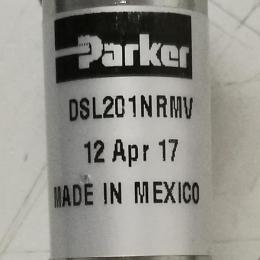 Parker
DSL201NRMV
12 Apr 17
MADE IN MEXICO